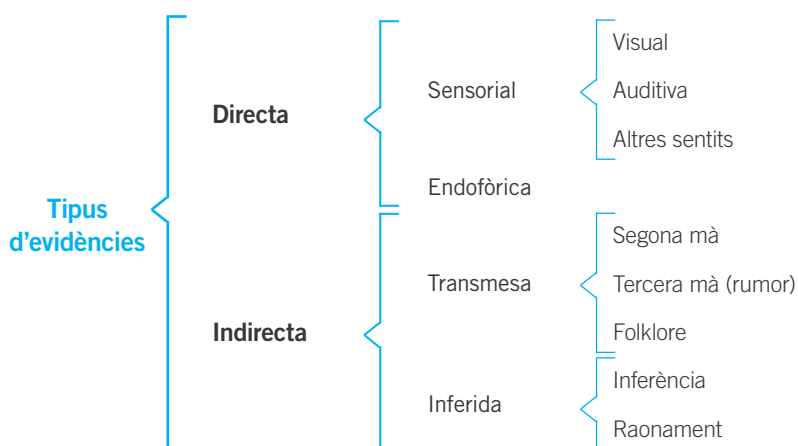 Tipus
d’evidències
Directa
Sensorial
Visual
Auditiva
Altres sentits
Endofòrica
Indirecta
Transmesa
Segona mà
Tercera mà (rumor)
Folklore
Inferida
Inferència
Raonament